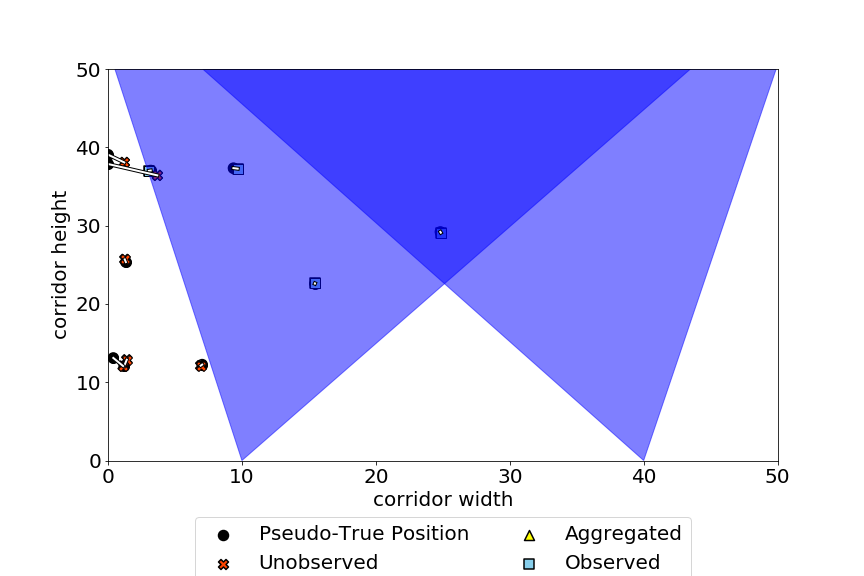 50
40
30
20
10
0
corridor height
0 10 20 30 40 50
corridor width
Pseudo-True Position Aggregated
Unobserved Observed